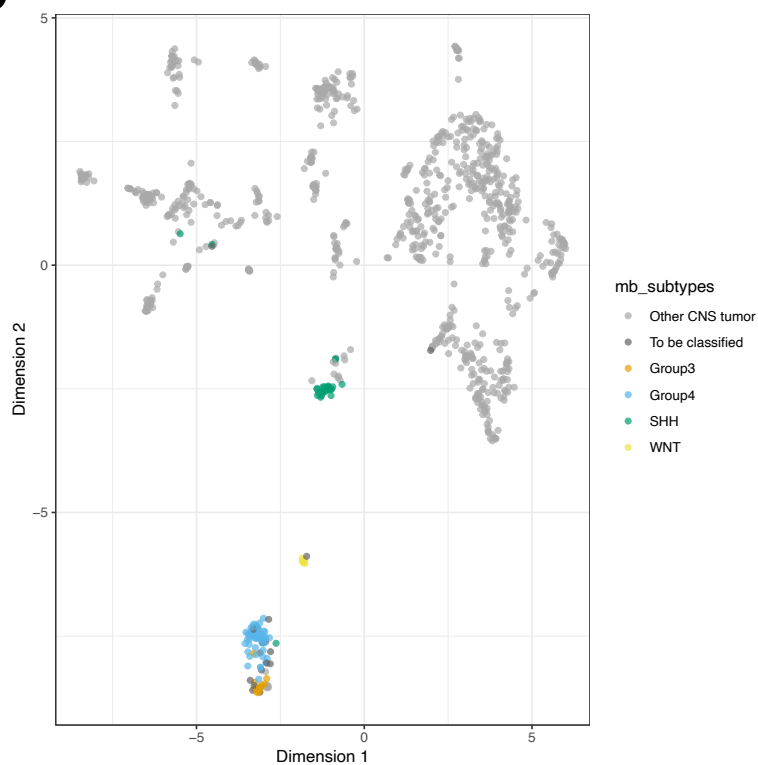 5
0
−5
−5
0
5
Dimension 1
Dimension 2
mb_subtypes
Other CNS tumor
To be classified
Group3
Group4
SHH
WNT